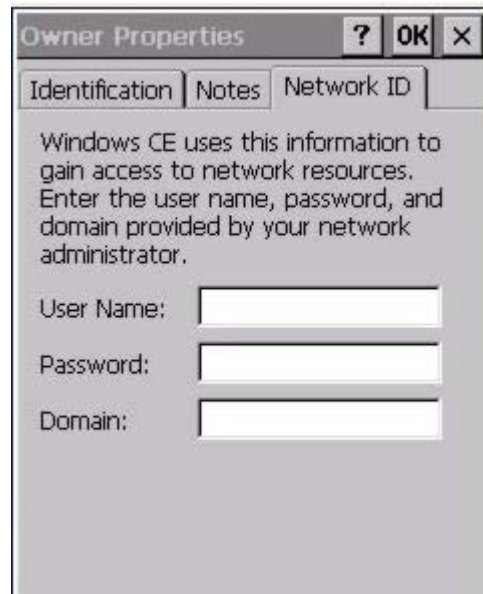 Owner Properties ? OK ×
Identification Notes Network ID
Windows CE uses this information to
gain access to network resources.
Enter the user name, password, and
domain provided by your network
administrator.
User Name:
Password:
Domain: